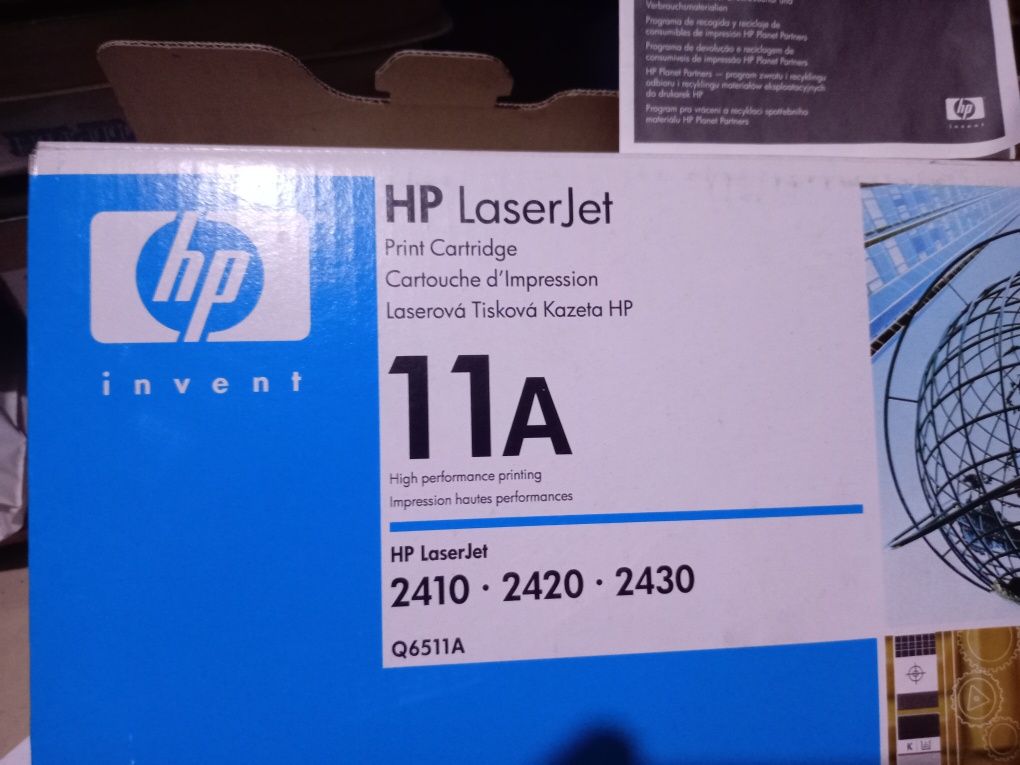 Verbrauchsmaterialien
Programa de recogida y reciclaje de
consumibles de impresión HP Planet Partners
Programa de devolução e reciclagem de
consumíveis de impressão HP Planet Partners
HP Planet Partners — program zwrotu i recyklingu
odbioru i recyklingu materiałów eksploatacyjnych
do drukarek HP
Program pro vrácení a recyklaci spotřebního
materiálu HP Planet Partners
hp
invent
hp
invent
HP LaserJet
Print Cartridge
Cartouche d'Impression
Laserová Tisková Kazeta HP
11A
High performance printing
Impression hautes performances
HP LaserJet
2410 · 2420 · 2430
Q6511A
K